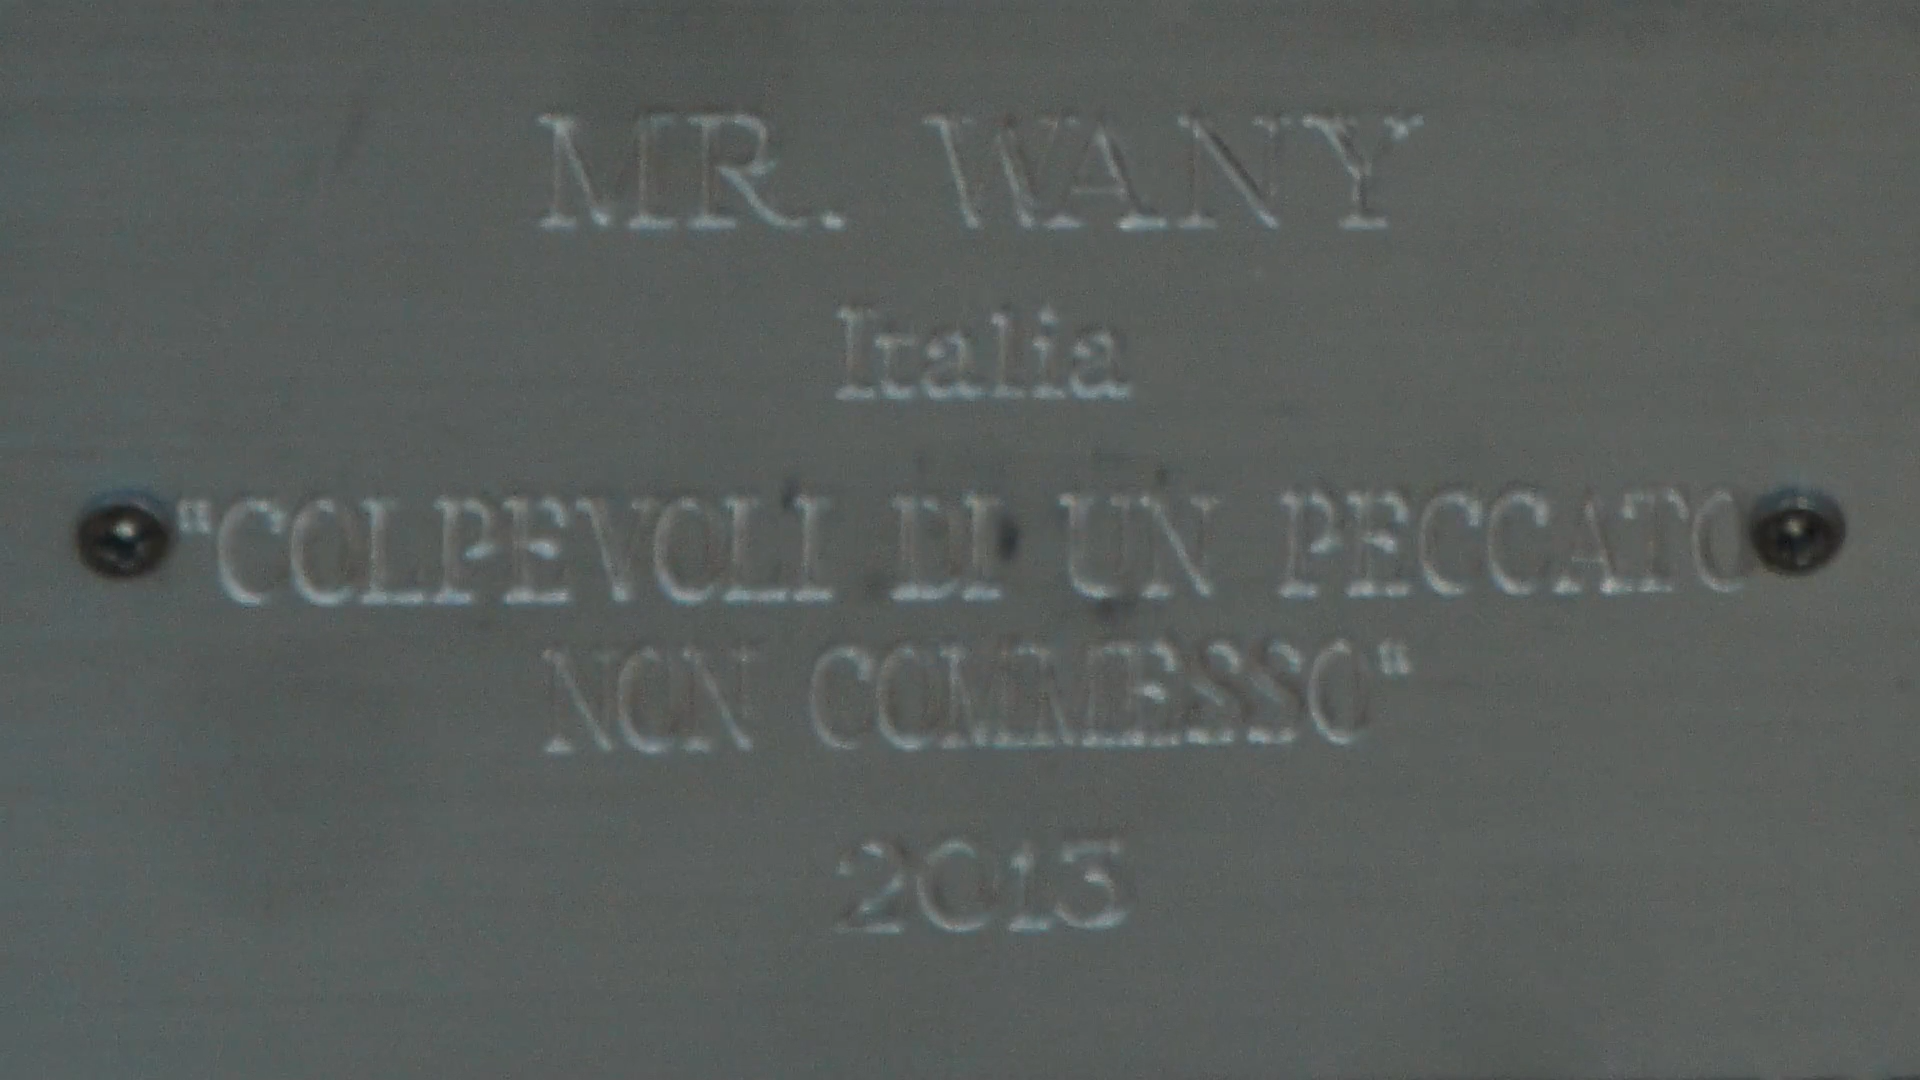 MR. WANY
Italia
"COLPEVOLI DI UN PECCATO
NON COMMESSO"
2013